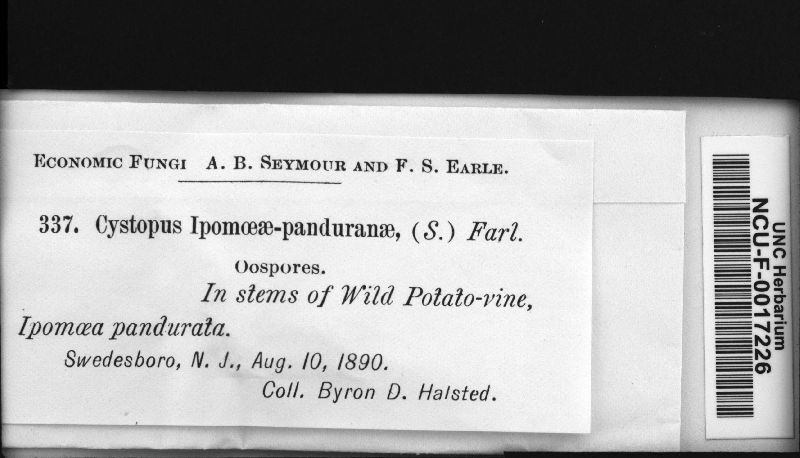 Economic Fungi A. B. Seymour and F. S. Earle.
337. Cystopus Ipomœæ-panduranæ, (S.) Farl.
Oospores.
In stems of Wild Potato-vine,
Ipomœa pandurata.
Swedesboro, N. J., Aug. 10, 1890.
Coll. Byron D. Halsted.
UNC Herbarium
NCU-F-0017226